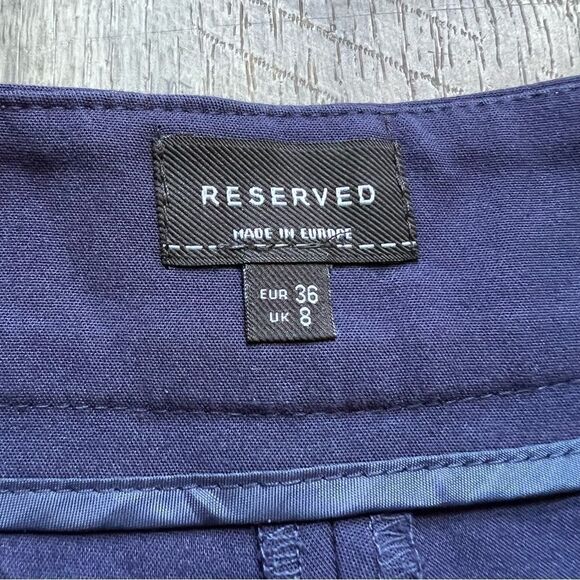 RESERVED
MADE IN EUROPE
EUR 36
UK 8